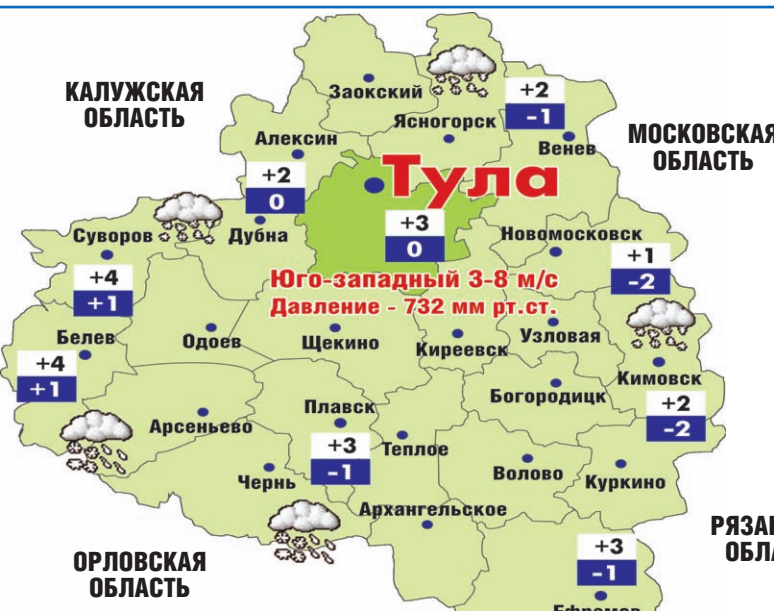 КАЛУЖСКАЯ
ОБЛАСТЬ
Заокский
+2
-1
Ясногорск
Венев
МОСКОВСКАЯ
ОБЛАСТЬ
Алексин
Тула
+2
0
+3
0
Суворов
Дубна
Новомосковск
+4
+1
+1
-2
Юго-западный 3-8 м/с
Давление - 732 мм рт.ст.
Белев
Одоев
Щекино
Киреевск
Узловая
+4
+1
Кимовск
Богородицк
+2
-2
Арсеньево
Плавск
+3
-1
Теплое
Чернь
Волово
Куркино
Архангельское
ОРЛОВСКАЯ
ОБЛАСТЬ
+3
-1
Ефремов